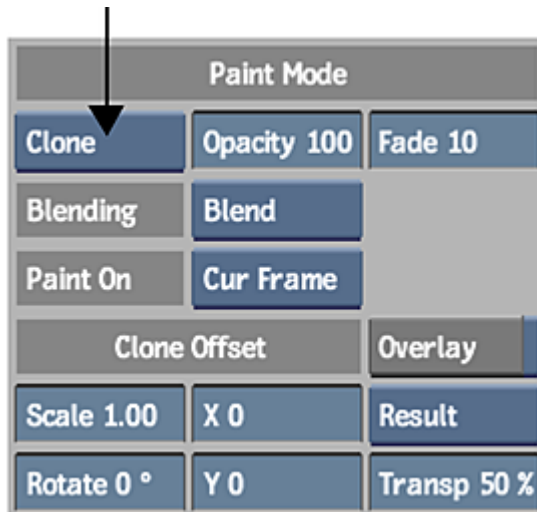 Paint Mode
Clone Opacity 100 Fade 10
Blending Blend
Paint On Cur Frame
Clone Offset Overlay
Scale 1.00 X 0 Result
Rotate 0 ° Y 0 Transp 50 %